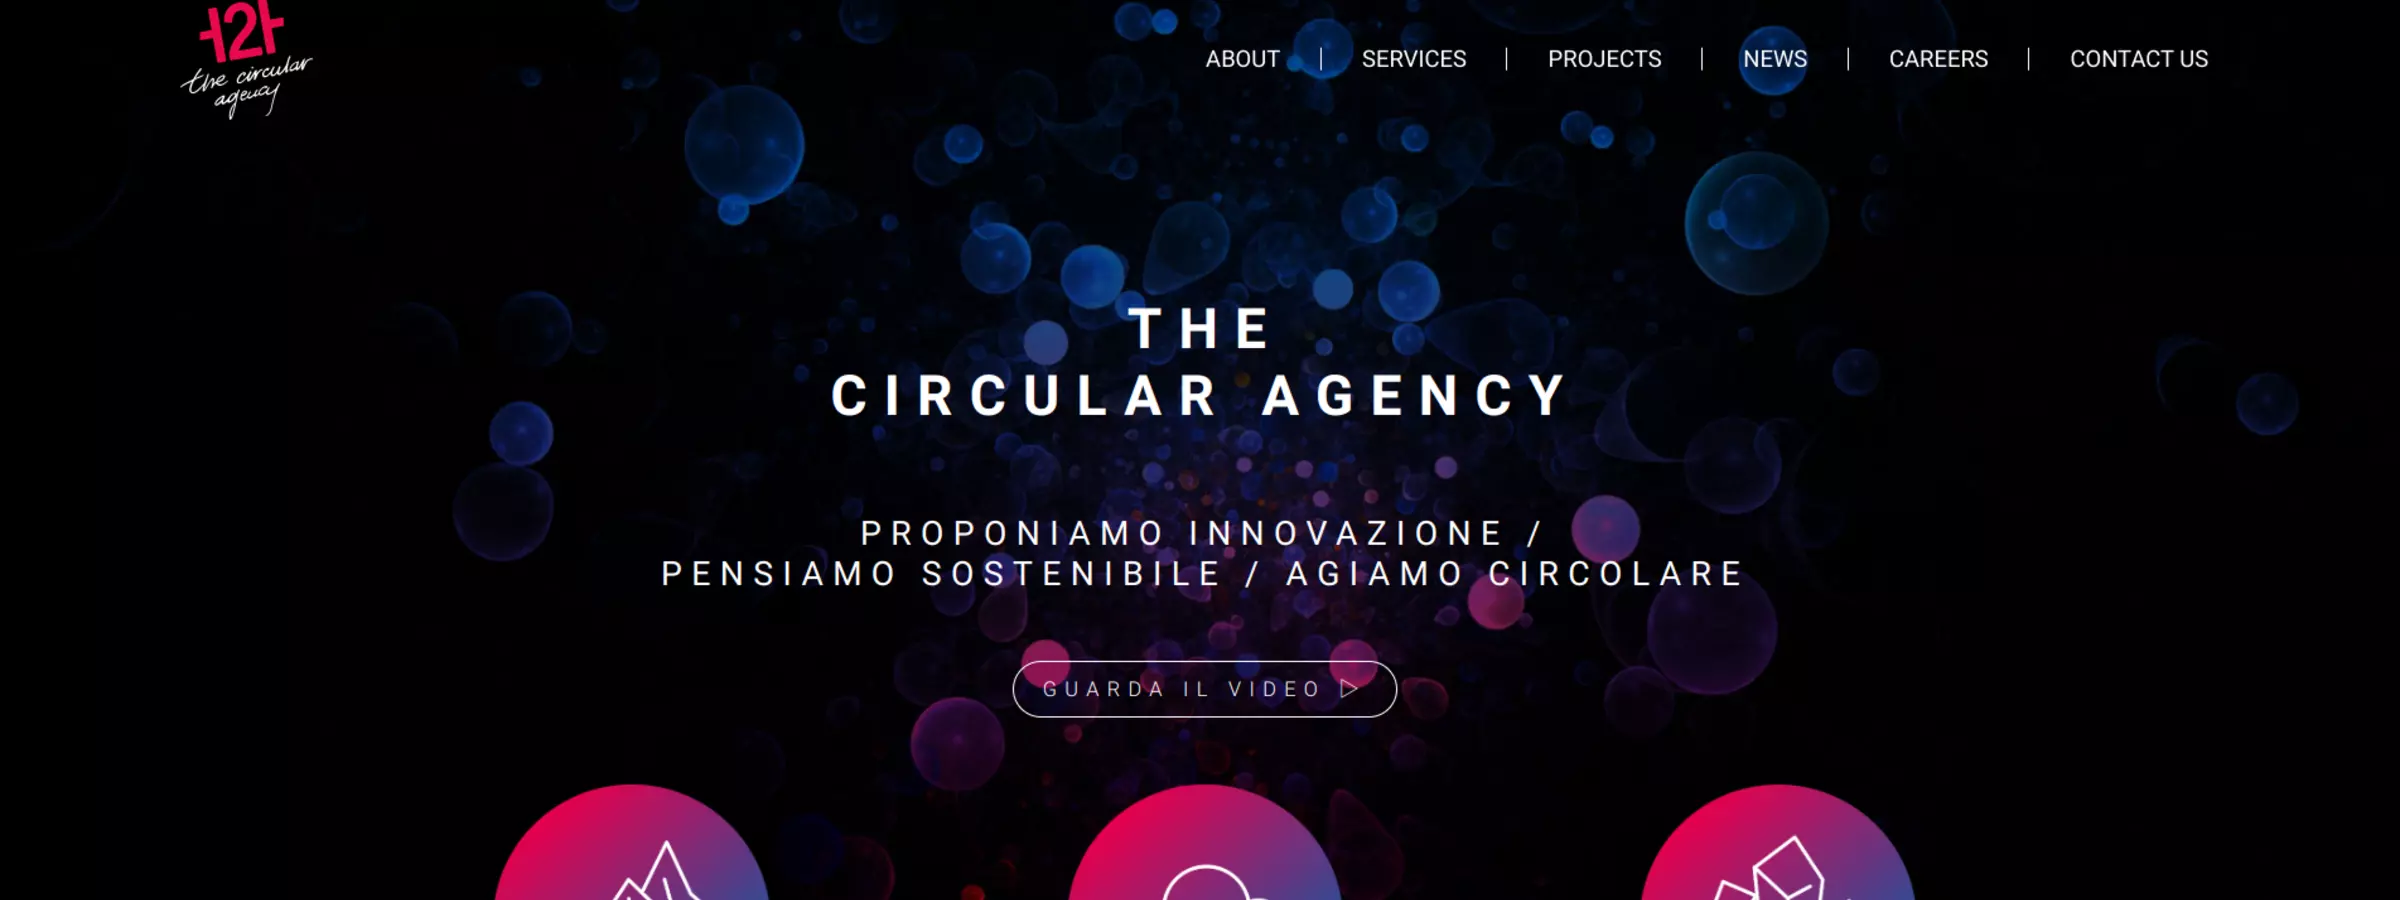 the circular
agency
ABOUT | SERVICES | PROJECTS | NEWS | CAREERS | CONTACT US
THE
CIRCULAR AGENCY
PROPONIAMO INNOVAZIONE /
PENSIAMO SOSTENIBILE / AGIAMO CIRCOLARE
GUARDA IL VIDEO